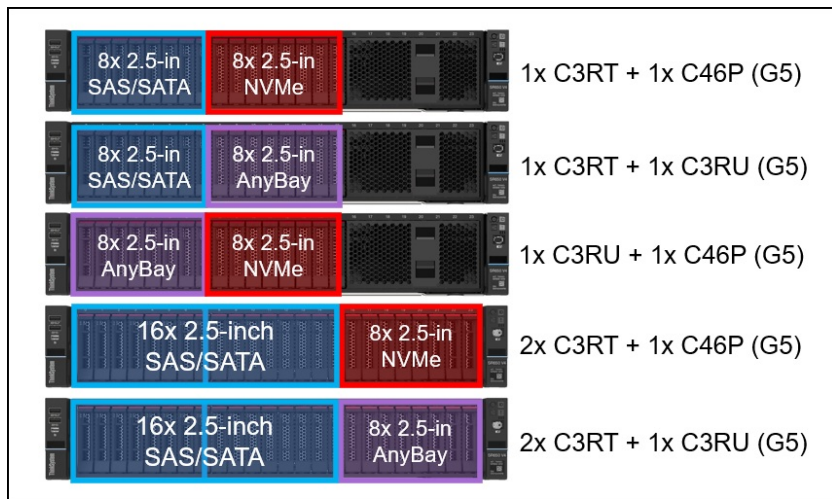 8x 2.5-in 8x 2.5-in
SAS/SATA NVMe
1x C3RT + 1x C46P (G5)
8x 2.5-in 8x 2.5-in
SAS/SATA AnyBay
1x C3RT + 1x C3RU (G5)
8x 2.5-in 8x 2.5-in
AnyBay NVMe
1x C3RU + 1x C46P (G5)
16x 2.5-inch 8x 2.5-in
SAS/SATA NVMe
2x C3RT + 1x C46P (G5)
16x 2.5-inch 8x 2.5-in
SAS/SATA AnyBay
2x C3RT + 1x C3RU (G5)